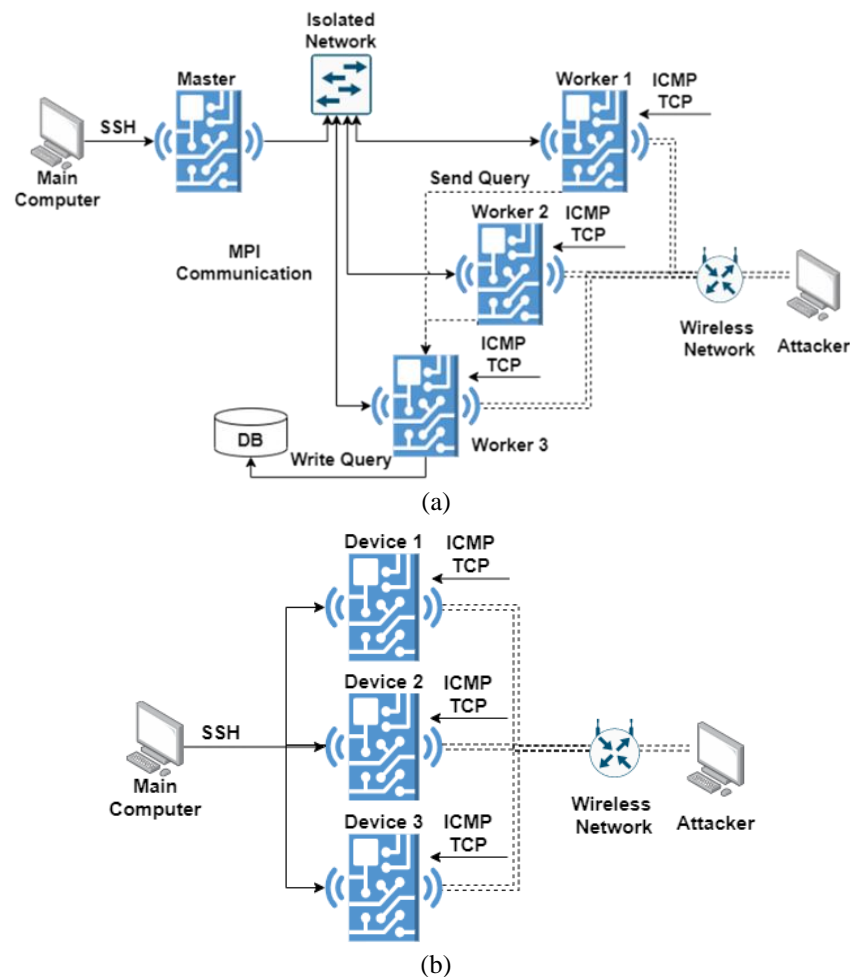 Isolated
Network
Master
Worker 1
ICMP
TCP
SSH
Main
Computer
Send Query
Worker 2
ICMP
TCP
MPI
Communication
Wireless
Network
Attacker
ICMP
TCP
DB
Write Query
Worker 3
(a)
Device 1
ICMP
TCP
Device 2
ICMP
TCP
SSH
Main
Computer
Device 3
ICMP
TCP
Wireless
Network
Attacker
(b)